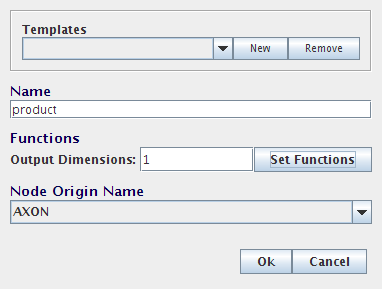 Templates
New Remove
Name
product
Functions
Output Dimensions: 1 Set Functions
Node Origin Name
AXON
Ok Cancel